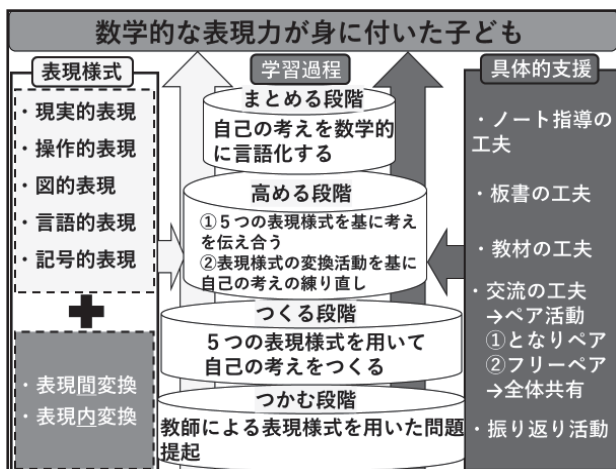 数学的な表現力が身に付いた子ども
表現様式
・現実的表現
・操作的表現
・図的表現
・言語的表現
・記号的表現
・表現間変換
・表現内変換
学習過程
まとめる段階
自己の考えを数学的
に言語化する
高める段階
①5つの表現様式を基に考え
を伝え合う
②表現様式の変換活動を基に
自己の考えの練り直し
つくる段階
5つの表現様式を用いて
自己の考えをつくる
つかむ段階
教師による表現様式を用いた問題
提起
具体的支援
・ノート指導の
工夫
・板書の工夫
・教材の工夫
・交流の工夫
→ペア活動
①となりペア
②フリーペア
→全体共有
・振り返り活動